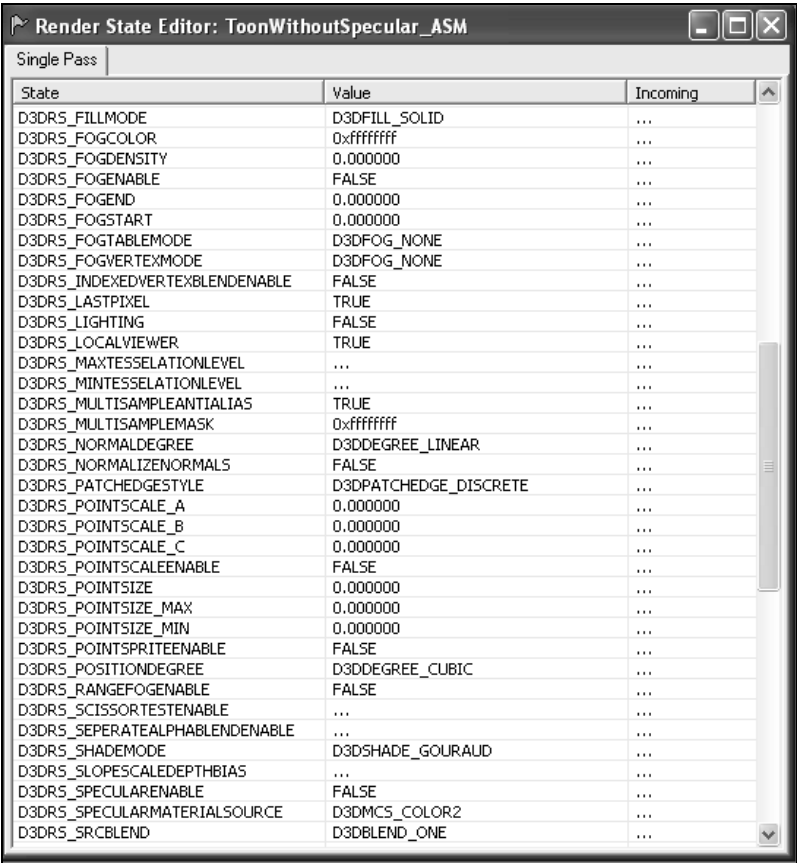 Render State Editor: ToonWithoutSpecular_ASM
Single Pass
State Value Incoming
D3DRS_FILLMODE D3DFILL_SOLID ...
D3DRS_FOGCOLOR 0xffffffff ...
D3DRS_FOGDENSITY 0.000000 ...
D3DRS_FOGENABLE FALSE ...
D3DRS_FOGEND 0.000000 ...
D3DRS_FOGSTART 0.000000 ...
D3DRS_FOGTABLEMODE D3DFOG_NONE ...
D3DRS_FOGVERTEXMODE D3DFOG_NONE ...
D3DRS_INDEXEDVERTEXBLENDENABLE FALSE ...
D3DRS_LASTPIXEL TRUE ...
D3DRS_LIGHTING FALSE ...
D3DRS_LOCALVIEWER TRUE ...
D3DRS_MAXTESSELATIONLEVEL ... ...
D3DRS_MINTESSELATIONLEVEL ... ...
D3DRS_MULTISAMPLEANTIALIAS TRUE ...
D3DRS_MULTISAMPLEMASK 0xffffffff ...
D3DRS_NORMALDEGREE D3DDEGREE_LINEAR ...
D3DRS_NORMALIZENORMALS FALSE ...
D3DRS_PATCHEDGESTYLE D3DPATCHEDGE_DISCRETE ...
D3DRS_POINTSCALE_A 0.000000 ...
D3DRS_POINTSCALE_B 0.000000 ...
D3DRS_POINTSCALE_C 0.000000 ...
D3DRS_POINTSCALEENABLE FALSE ...
D3DRS_POINTSIZE 0.000000 ...
D3DRS_POINTSIZE_MAX 0.000000 ...
D3DRS_POINTSIZE_MIN 0.000000 ...
D3DRS_POINTSPRITEENABLE FALSE ...
D3DRS_POSITIONDEGREE D3DDEGREE_CUBIC ...
D3DRS_RANGEFOGENABLE FALSE ...
D3DRS_SCISSORTESTENABLE ... ...
D3DRS_SEPERATEALPHABLENDENABLE ... ...
D3DRS_SHADEMODE D3DSHADE_GOURAUD ...
D3DRS_SLOPESCALEDEPTHBIAS ... ...
D3DRS_SPECULARENABLE FALSE ...
D3DRS_SPECULARMATERIALSOURCE D3DMCS_COLOR2 ...
D3DRS_SRCBLEND D3DBLEND_ONE ...